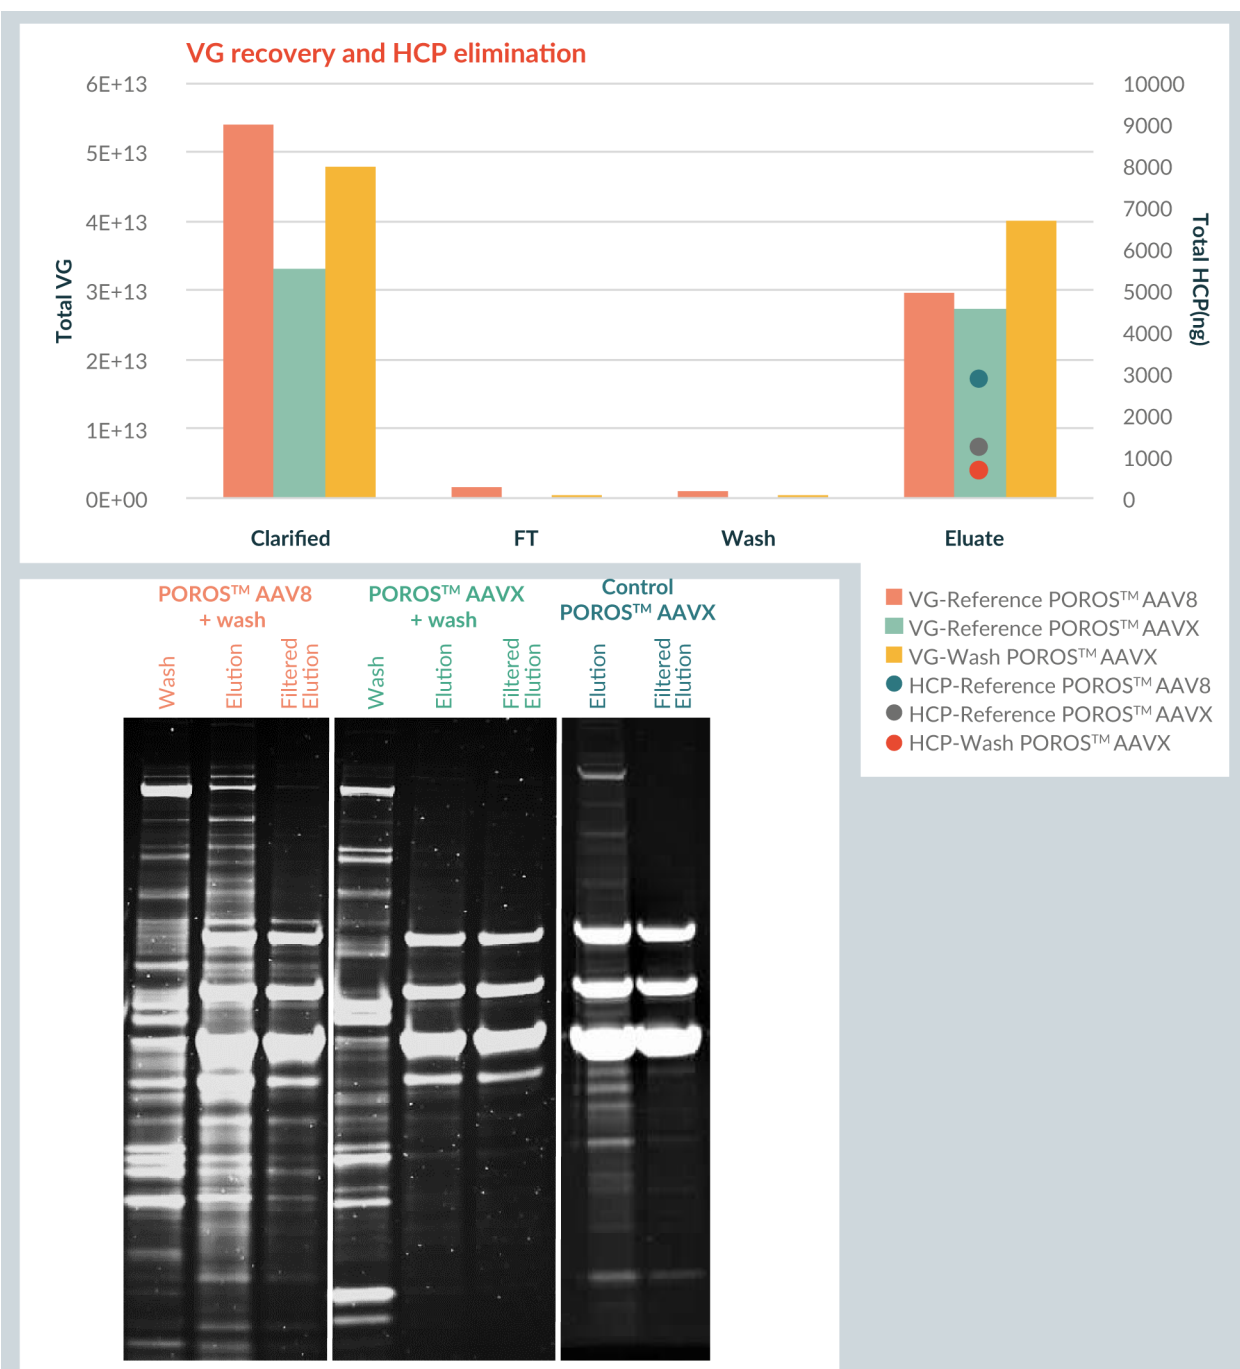 VG recovery and HCP elimination
6E+13
5E+13
4E+13
3E+13
2E+13
1E+13
0E+00
Total VG
10000
9000
8000
7000
6000
5000
4000
3000
2000
1000
0
Total HCP(ng)
Clarified
FT
Wash
Eluate
VG-Reference POROS™ AAV8
VG-Reference POROS™ AAVX
VG-Wash POROS™ AAVX
HCP-Reference POROS™ AAV8
HCP-Reference POROS™ AAVX
HCP-Wash POROS™ AAVX
POROS™ AAV8
+ wash
Wash
Elution
Filtered
Elution
POROS™ AAVX
+ wash
Wash
Elution
Filtered
Elution
Control
POROS™ AAVX
Elution
Filtered
Elution